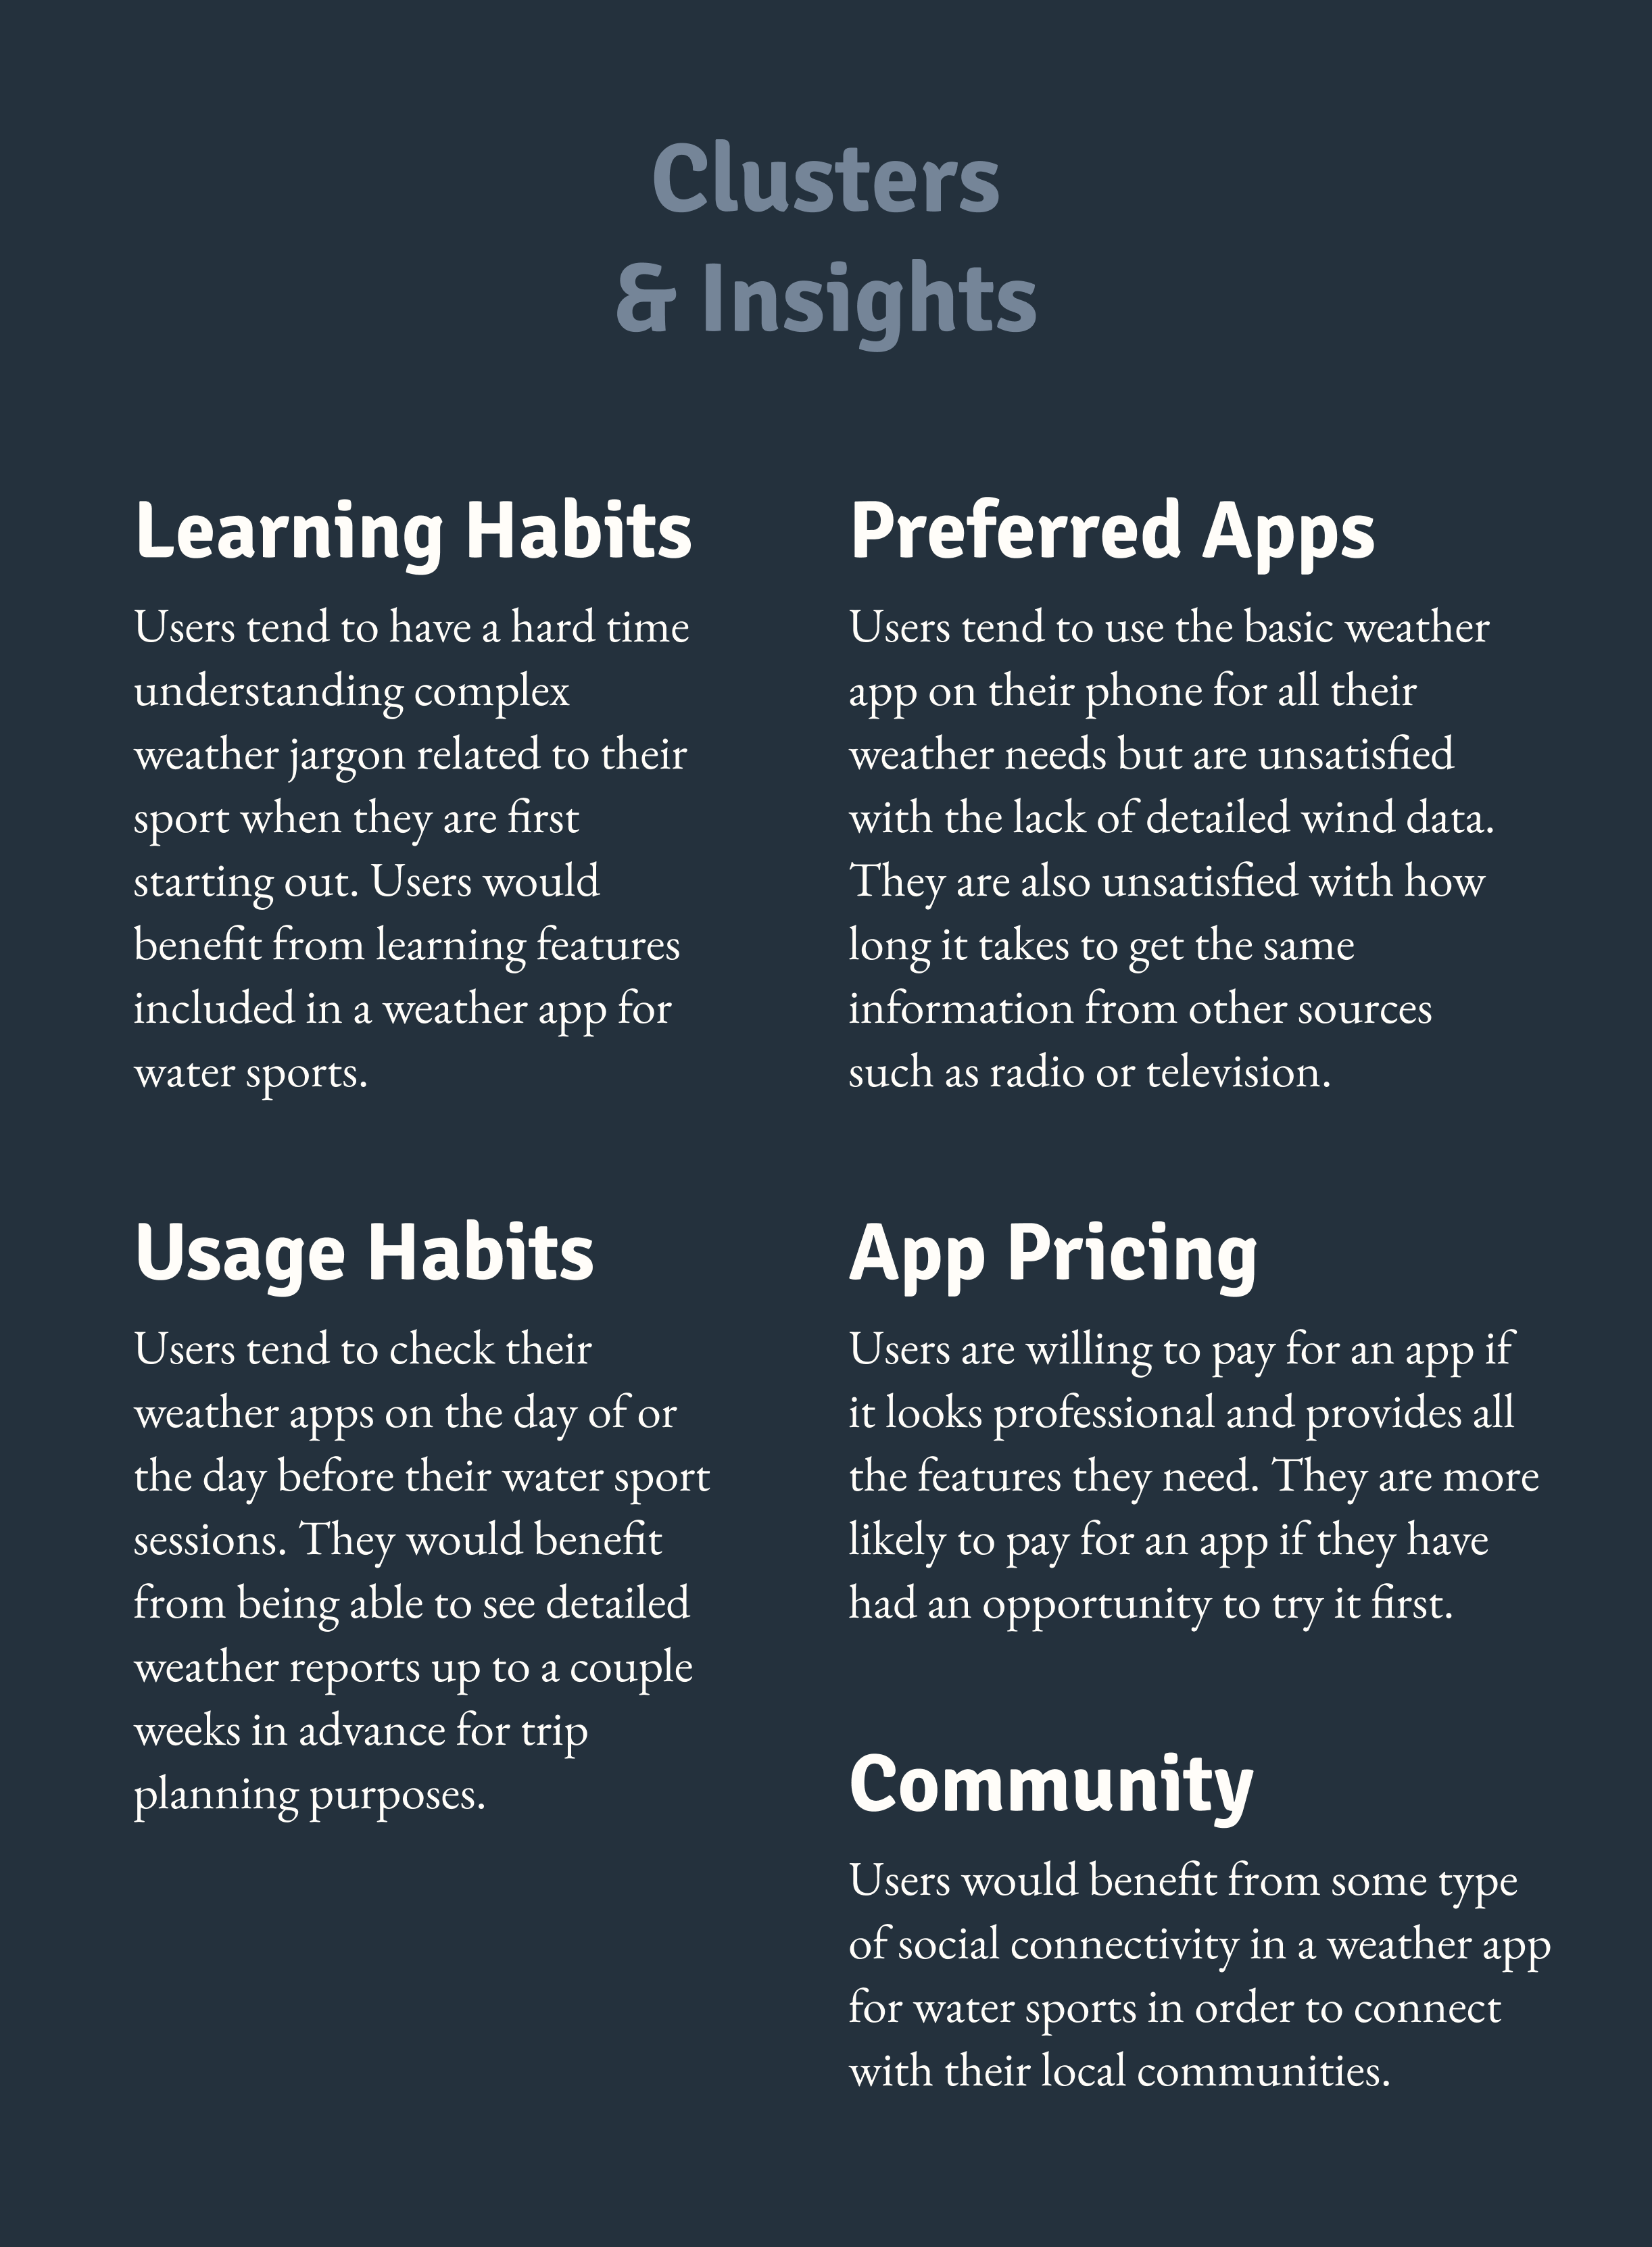 Clusters
& Insights
Learning Habits
Users tend to have a hard time
understanding complex
weather jargon related to their
sport when they are first
starting out. Users would
benefit from learning features
included in a weather app for
water sports.
Usage Habits
Users tend to check their
weather apps on the day of or
the day before their water sport
sessions. They would benefit
from being able to see detailed
weather reports up to a couple
weeks in advance for trip
planning purposes.
Preferred Apps
Users tend to use the basic weather
app on their phone for all their
weather needs but are unsatisfied
with the lack of detailed wind data.
They are also unsatisfied with how
long it takes to get the same
information from other sources
such as radio or television.
App Pricing
Users are willing to pay for an app if
it looks professional and provides all
the features they need. They are more
likely to pay for an app if they have
had an opportunity to try it first.
Community
Users would benefit from some type
of social connectivity in a weather app
for water sports in order to connect
with their local communities.